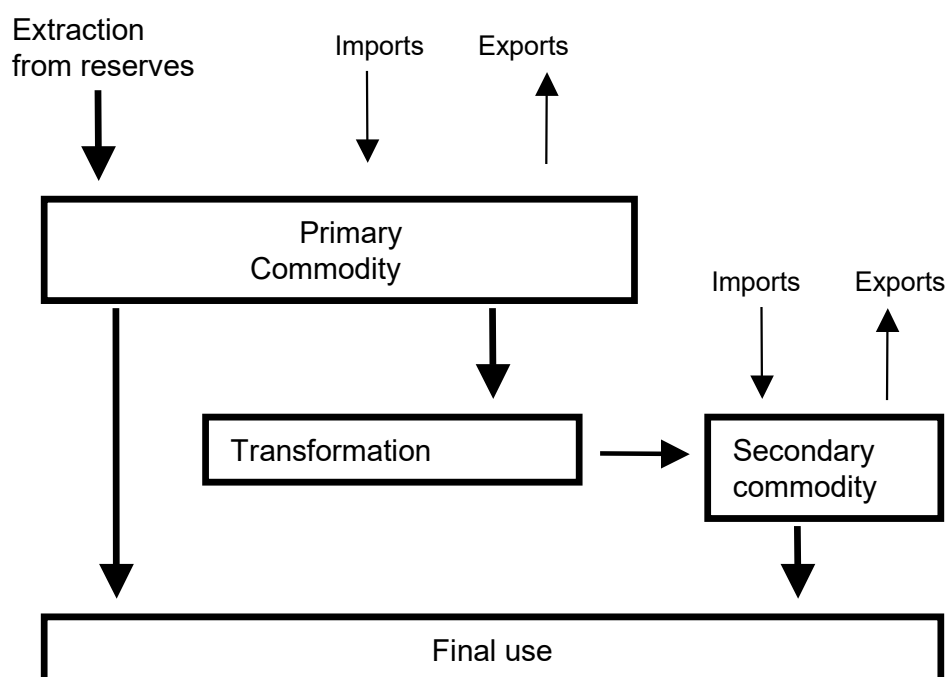 Extraction
from reserves
Imports
Exports
Primary
Commodity
Imports
Exports
Transformation
Secondary
commodity
Final use